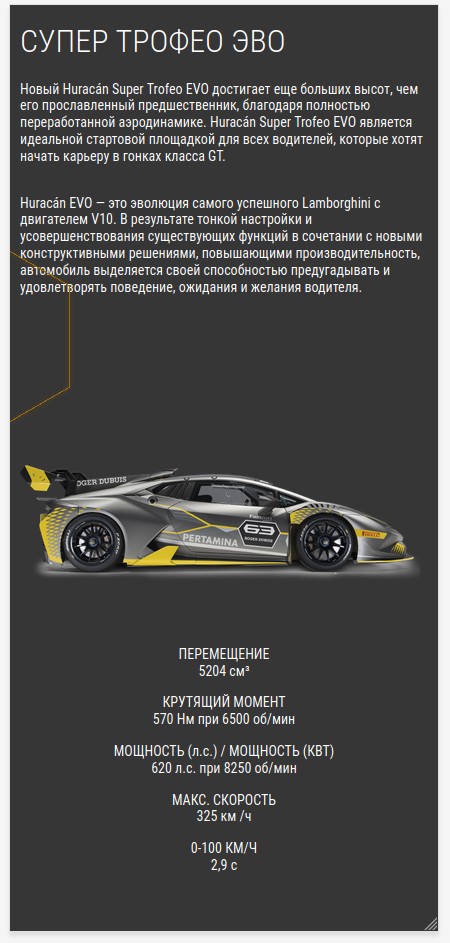 СУПЕР ТРОФЕО ЭВО
Новый Huracán Super Trofeo EVO достигает еще больших высот, чем
его прославленный предшественник, благодаря полностью
переработанной аэродинамике. Huracán Super Trofeo EVO является
идеальной стартовой площадкой для всех водителей, которые хотят
начать карьеру в гонках класса GT.
Huracán EVO — это эволюция самого успешного Lamborghini с
двигателем V10. В результате тонкой настройки и
усовершенствования существующих функций в сочетании с новыми
конструктивными решениями, повышающими производительность,
автомобиль выделяется своей способностью предугадывать и
удовлетворять поведение, ожидания и желания водителя.
ROGER DUBUIS
63
ROGER DUBUIS
PERTAMINA
PIRELLI
ПЕРЕМЕЩЕНИЕ
5204 см³
КРУТЯЩИЙ МОМЕНТ
570 Нм при 6500 об/мин
МОЩНОСТЬ (л.с.) / МОЩНОСТЬ (КВТ)
620 л.с. при 8250 об/мин
МАКС. СКОРОСТЬ
325 км /ч
0-100 КМ/Ч
2,9 с